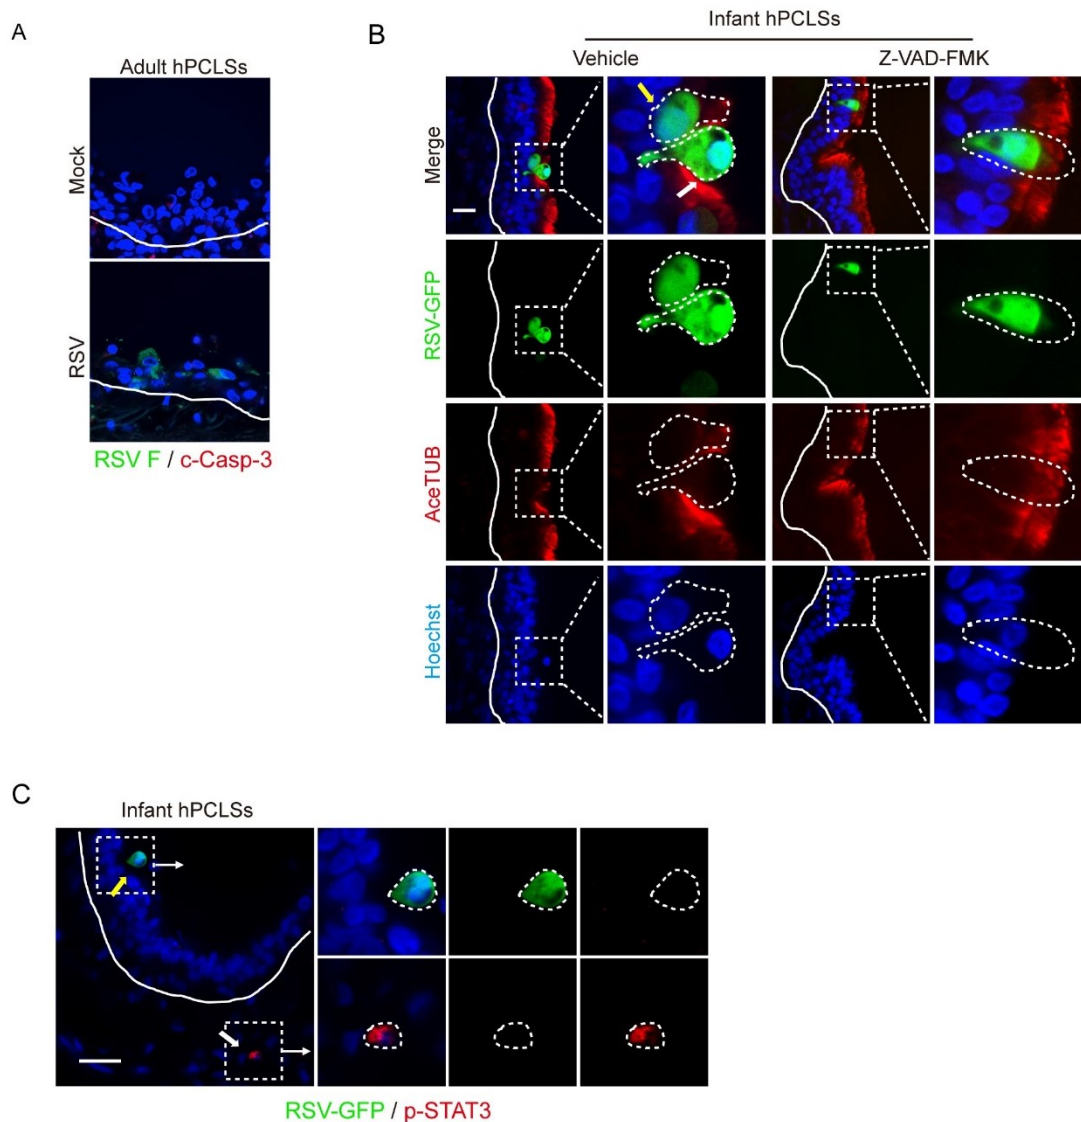 A
Adult hPCLSs
Mock
RSV
RSV F / c-Casp-3
B
Infant hPCLSs
Vehicle
Z-VAD-FMK
Merge
RSV-GFP
AceTUB
Hoechst
C
Infant hPCLSs
RSV-GFP / p-STAT3